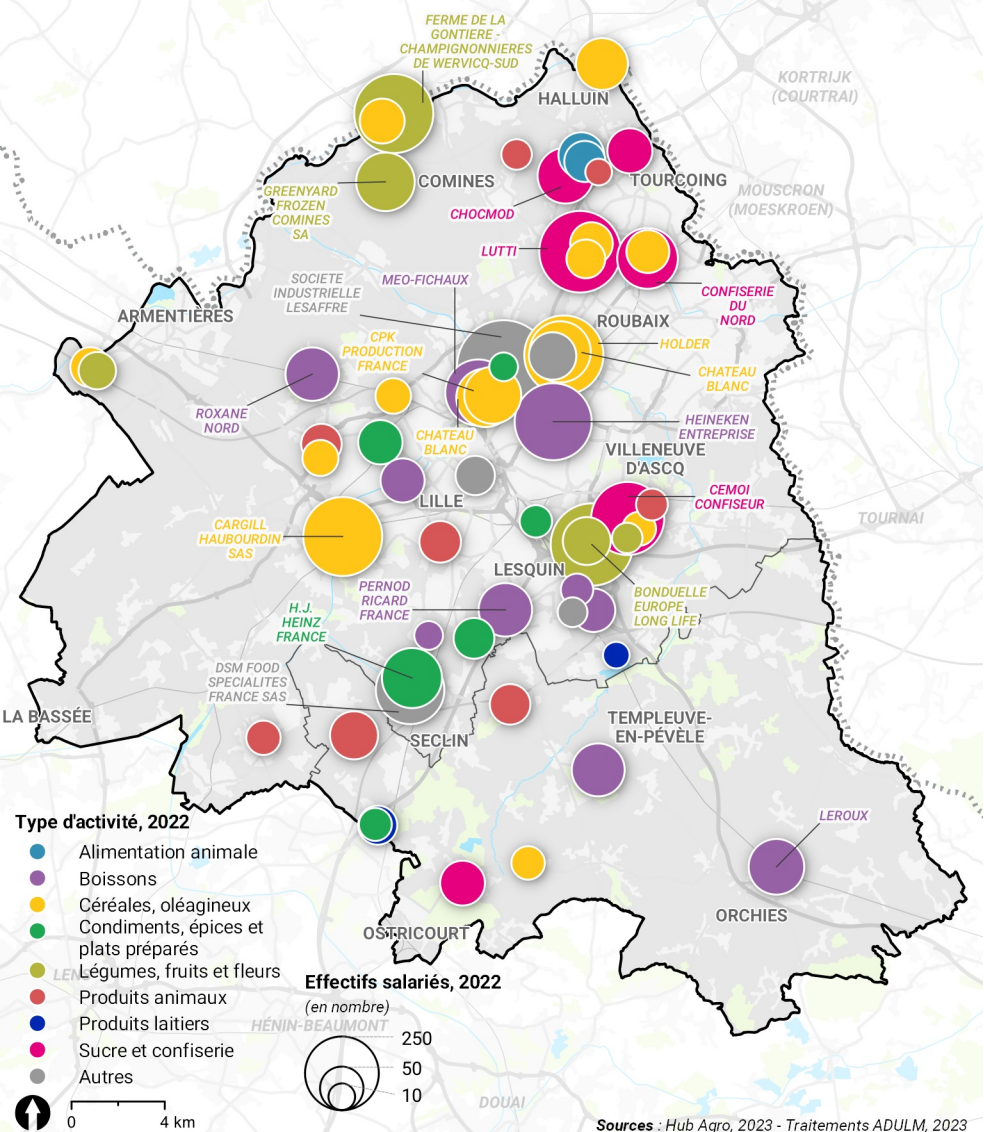 FERME DE LA
GONTIERE -
CHAMPIGNONNIERES
DE WERVICQ-SUD
HALLUIN
KORTRIJK
(COURTRAI)
COMINES
GREENYARD
FROZEN
COMINES
SA
TOURCOING
MOUSCRON
(MOESKROEN)
CHOCMOD
LUTTI
SOCIETE
INDUSTRIELLE
LESAFFRE
MEO-FICHAUX
CONFISERIE
DU
NORD
ARMENTIÈRES
ROUBAIX
CPK
PRODUCTION
FRANCE
HOLDER
CHATEAU
BLANC
ROXANE
NORD
CHATEAU
BLANC
HEINEKEN
ENTREPRISE
VILLENEUVE
D'ASCQ
LILLE
CEMOI
CONFISEUR
TOURNAI
CARGILL
HAUBOURDIN
SAS
LESQUIN
PERNOD
RICARD
FRANCE
BONDUELLE
EUROPE
LONG LIFE
H.J.
HEINZ
FRANCE
DSM FOOD
SPECIALITES
FRANCE SAS
LA BASSÉE
SECLIN
TEMPLEUVE-
EN-PÉVÈLE
LEROUX
ORCHIES
OSTRICOURT
Type d'activité, 2022
Alimentation animale
Boissons
Céréales, oléagineux
Condiments, épices et
plats préparés
Légumes, fruits et fleurs
Produits animaux
Produits laitiers
Sucre et confiserie
Autres
LENS
HÉNIN-BEAUMONT
DOUAI
Effectifs salariés, 2022
(en nombre)
250
50
10
0 4 km
Sources : Hub Agro, 2023 - Traitements ADULM, 2023